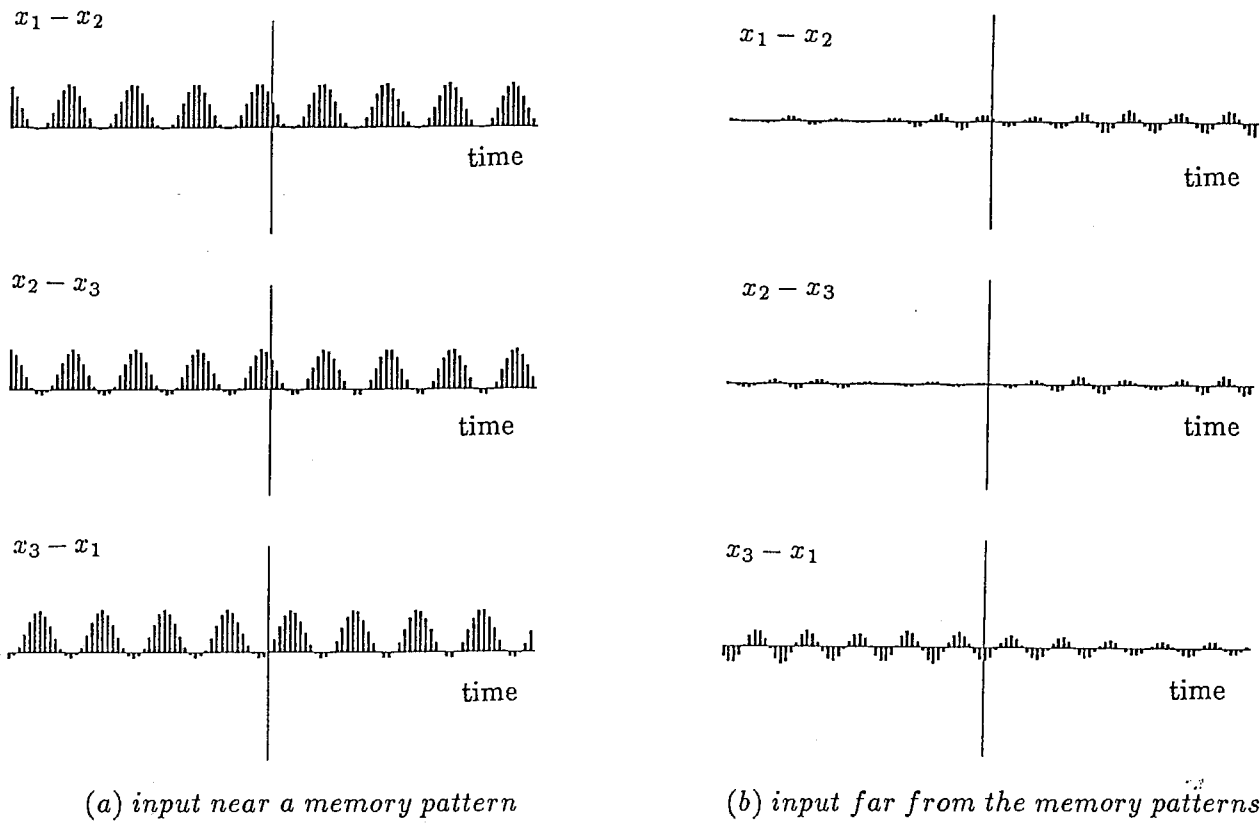 x₁ − x₂
time
x₂ − x₃
time
x₃ − x₁
time
(a) input near a memory pattern
x₁ − x₂
time
x₂ − x₃
time
x₃ − x₁
time
(b) input far from the memory patterns